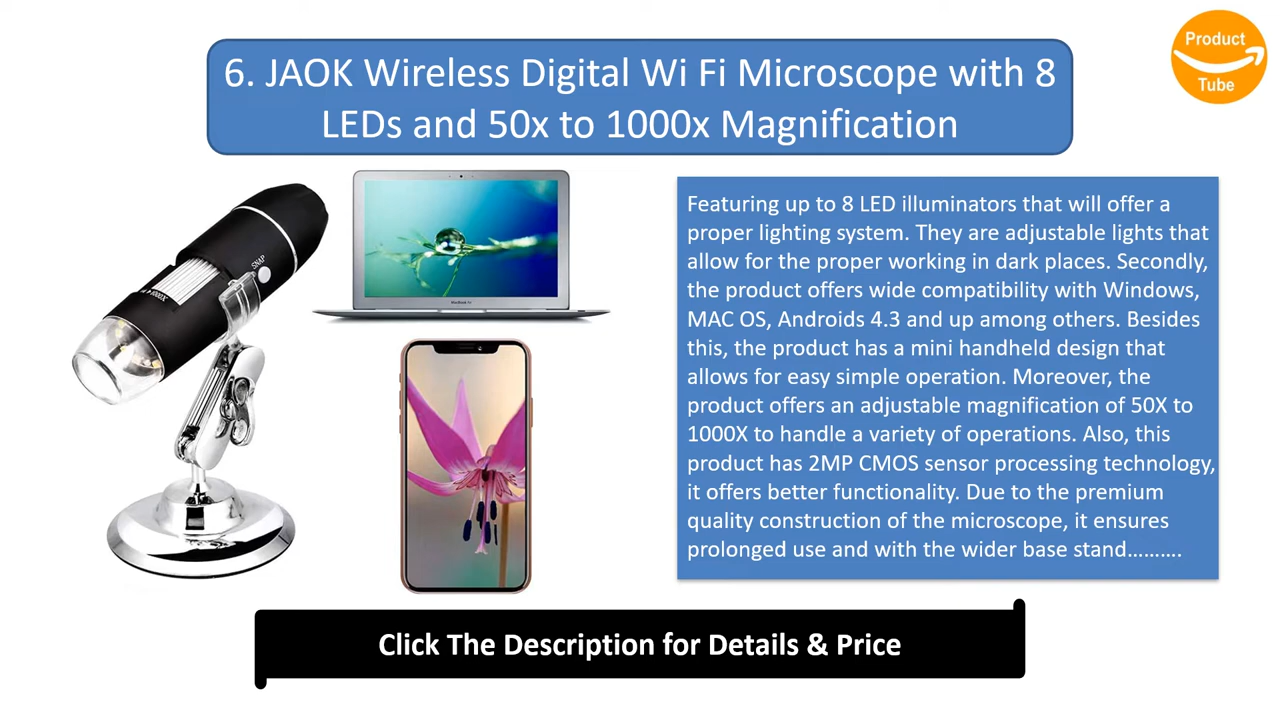 Product
Tube
6. JAOK Wireless Digital Wi Fi Microscope with 8
LEDs and 50x to 1000x Magnification
SNAP
Featuring up to 8 LED illuminators that will offer a
proper lighting system. They are adjustable lights that
allow for the proper working in dark places. Secondly,
the product offers wide compatibility with Windows,
MAC OS, Androids 4.3 and up among others. Besides
this, the product has a mini handheld design that
allows for easy simple operation. Moreover, the
product offers an adjustable magnification of 50X to
1000X to handle a variety of operations. Also, this
product has 2MP CMOS sensor processing technology,
it offers better functionality. Due to the premium
quality construction of the microscope, it ensures
prolonged use and with the wider base stand……….
Click The Description for Details & Price